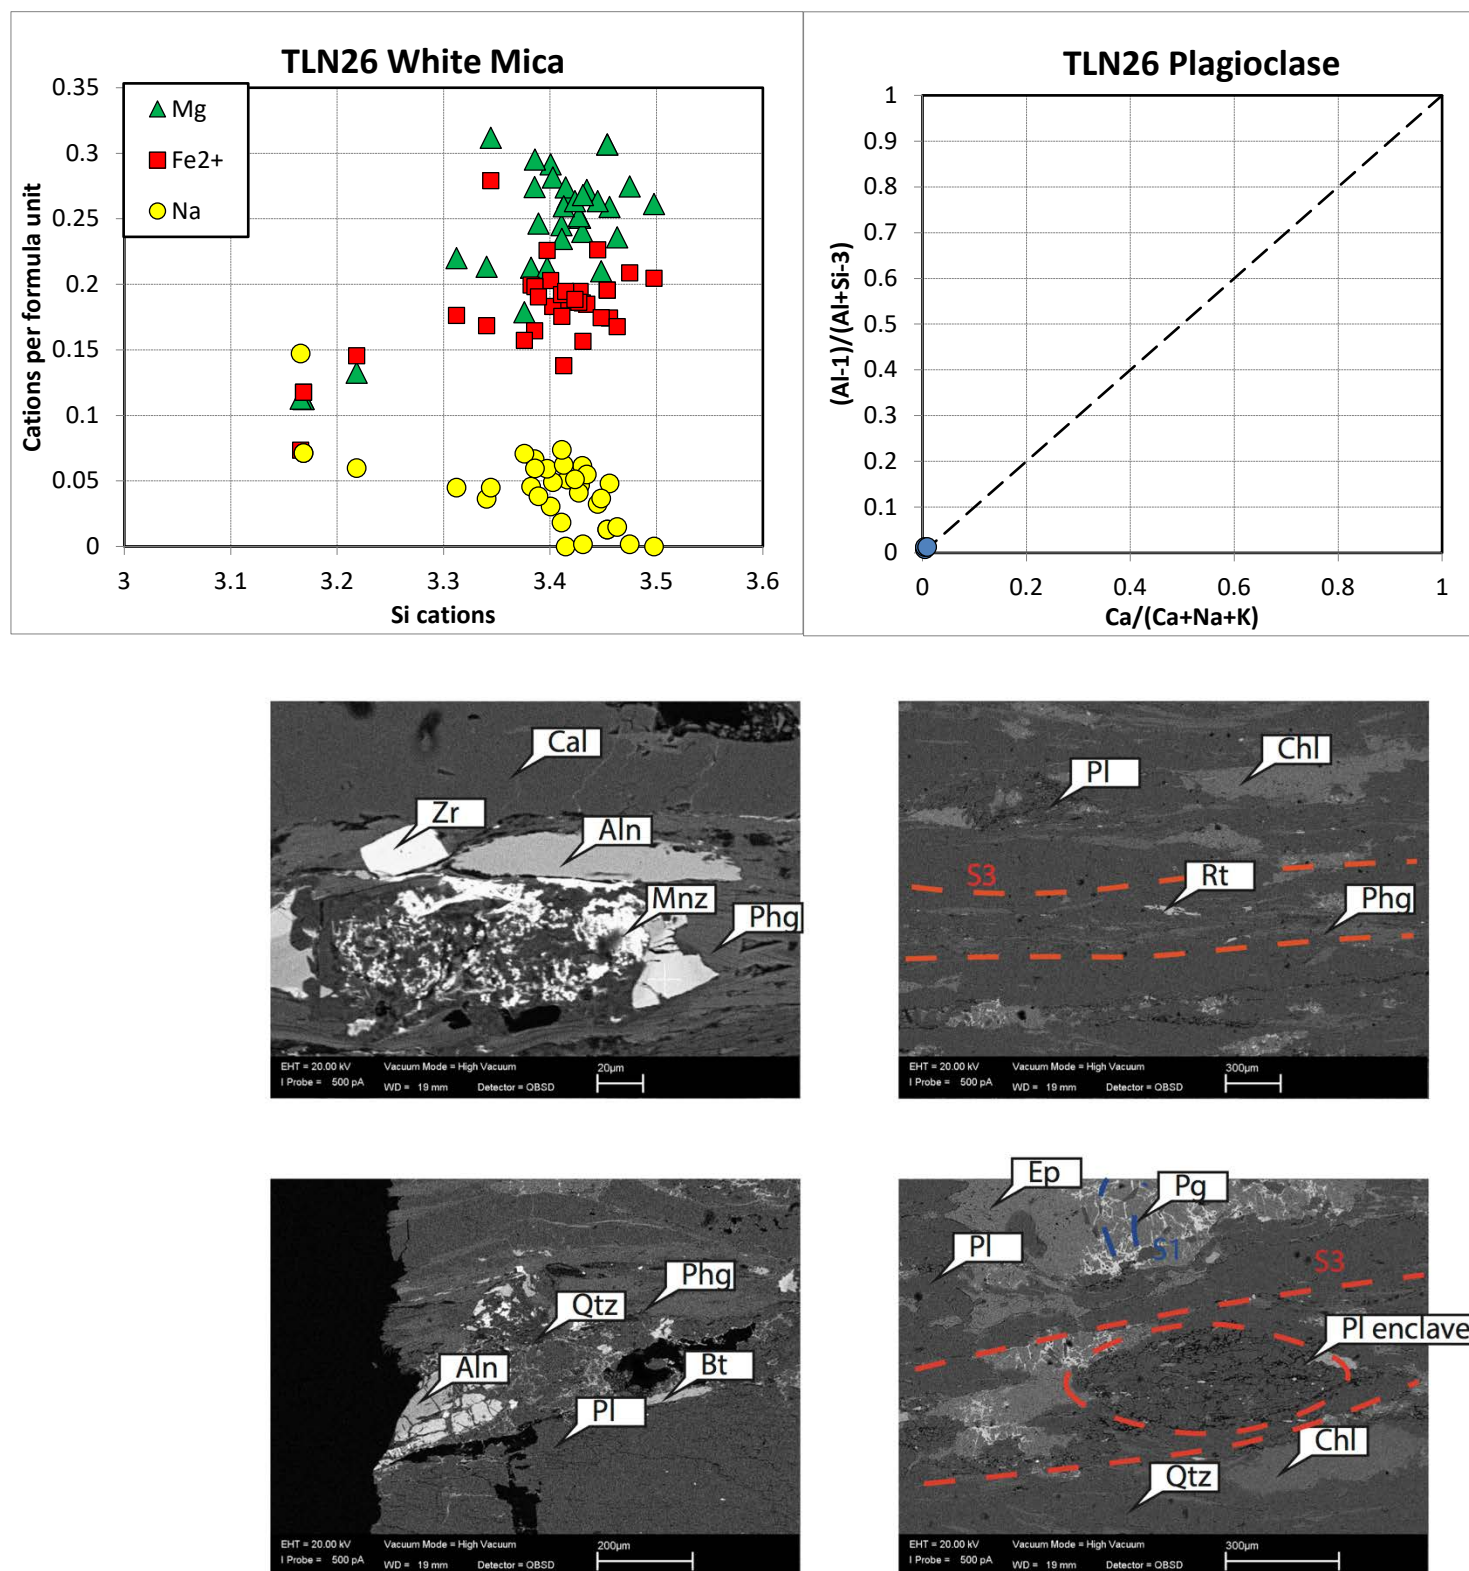 TLN26 White Mica
Cations per formula unit
0.35
0.3
0.25
0.2
0.15
0.1
0.05
0
Mg
Fe2+
Na
3 3.1 3.2 3.3 3.4 3.5 3.6
Si cations
TLN26 Plagioclase
(Al-1)/(Al+Si-3)
1
0.9
0.8
0.7
0.6
0.5
0.4
0.3
0.2
0.1
0
0 0.2 0.4 0.6 0.8 1
Ca/(Ca+Na+K)
Cal
Zr
Aln
Mnz
Phg
EHT = 20.00 kV Vacuum Mode = High Vacuum 20µm
I Probe = 500 pA WD = 19 mm Detector = QBSD
Chl
Pl
S3
Rt
Phg
EHT = 20.00 kV Vacuum Mode = High Vacuum 300µm
I Probe = 500 pA WD = 19 mm Detector = QBSD
Phg
Qtz
Aln
Bt
Pl
EHT = 20.00 kV Vacuum Mode = High Vacuum 200µm
I Probe = 500 pA WD = 19 mm Detector = QBSD
Ep
Pg
Pl
S1
S3
Pl enclave
Chl
Qtz
EHT = 20.00 kV Vacuum Mode = High Vacuum 300µm
I Probe = 500 pA WD = 19 mm Detector = QBSD